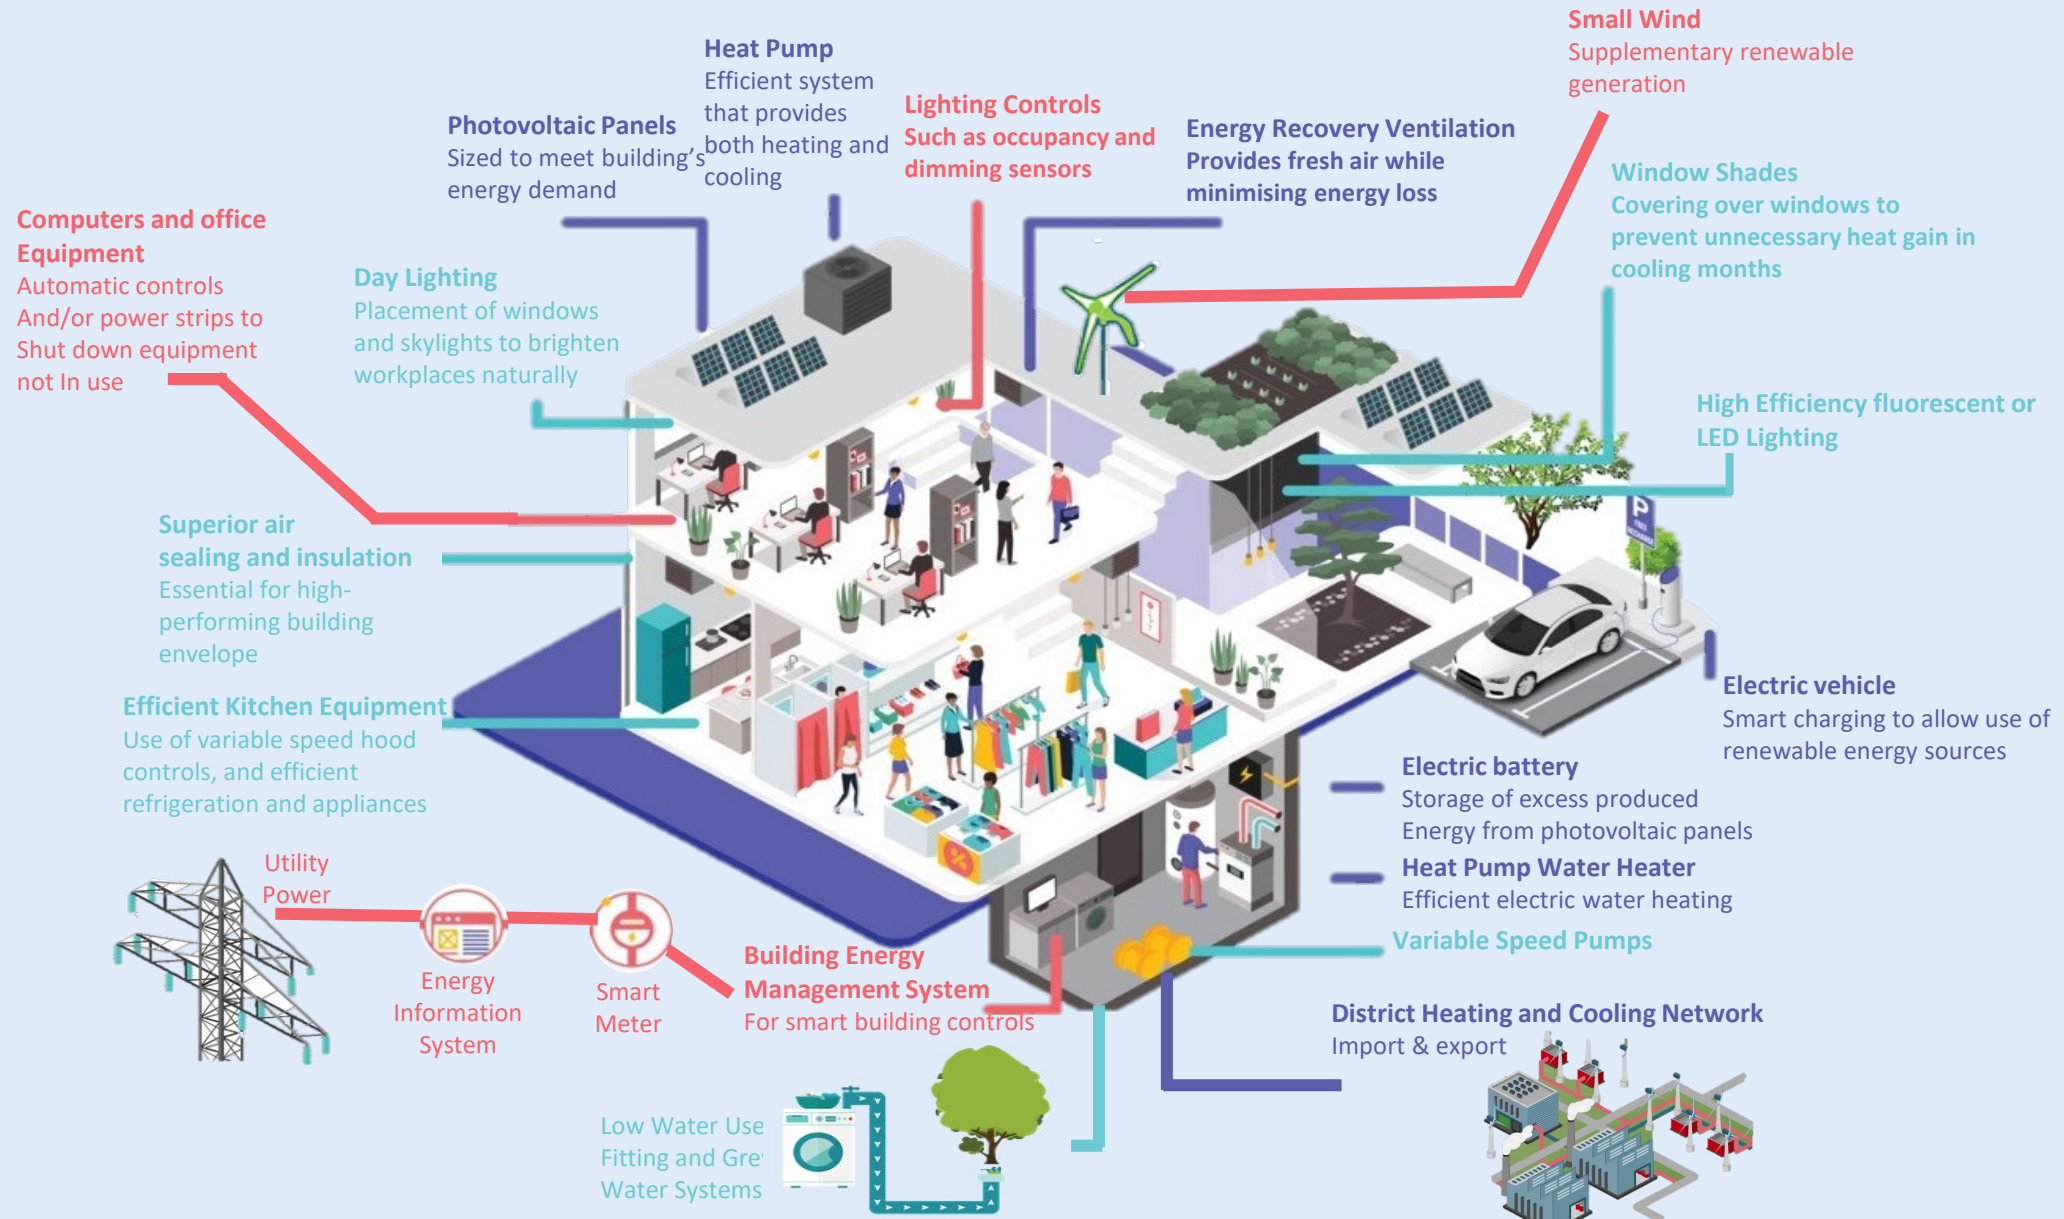 Small Wind
Supplementary renewable
generation
Heat Pump
Efficient system
that provides
both heating and
cooling
Lighting Controls
Such as occupancy and
dimming sensors
Photovoltaic Panels
Sized to meet building's
energy demand
Energy Recovery Ventilation
Provides fresh air while
minimising energy loss
Window Shades
Covering over windows to
prevent unnecessary heat gain in
cooling months
Computers and office
Equipment
Automatic controls
And/or power strips to
Shut down equipment
not In use
Day Lighting
Placement of windows
and skylights to brighten
workplaces naturally
High Efficiency fluorescent or
LED Lighting
Superior air
sealing and insulation
Essential for high-
performing building
envelope
P
FREE
RECHARGE
Efficient Kitchen Equipment
Use of variable speed hood
controls, and efficient
refrigeration and appliances
Electric vehicle
Smart charging to allow use of
renewable energy sources
Electric battery
Storage of excess produced
Energy from photovoltaic panels
Heat Pump Water Heater
Efficient electric water heating
Variable Speed Pumps
%
Utility
Power
Energy
Information
System
Smart
Meter
Building Energy
Management System
For smart building controls
District Heating and Cooling Network
Import & export
Low Water Use
Fitting and Grey
Water Systems